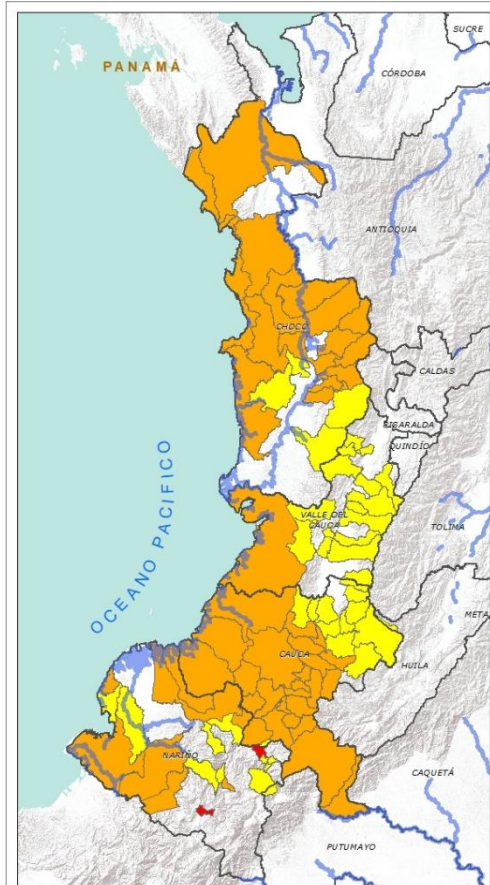 SUCRE
PANAMÁ
CÓRDOBA
ANTIOQUIA
CHOCÓ
CALDAS
RISARALDA
QUINDÍO
VALLE DEL
CAUCA
TOLIMA
OCEANO PACIFICO
META
CAUCA
HUILA
NARIÑO
CAQUETÁ
PUTUMAYO